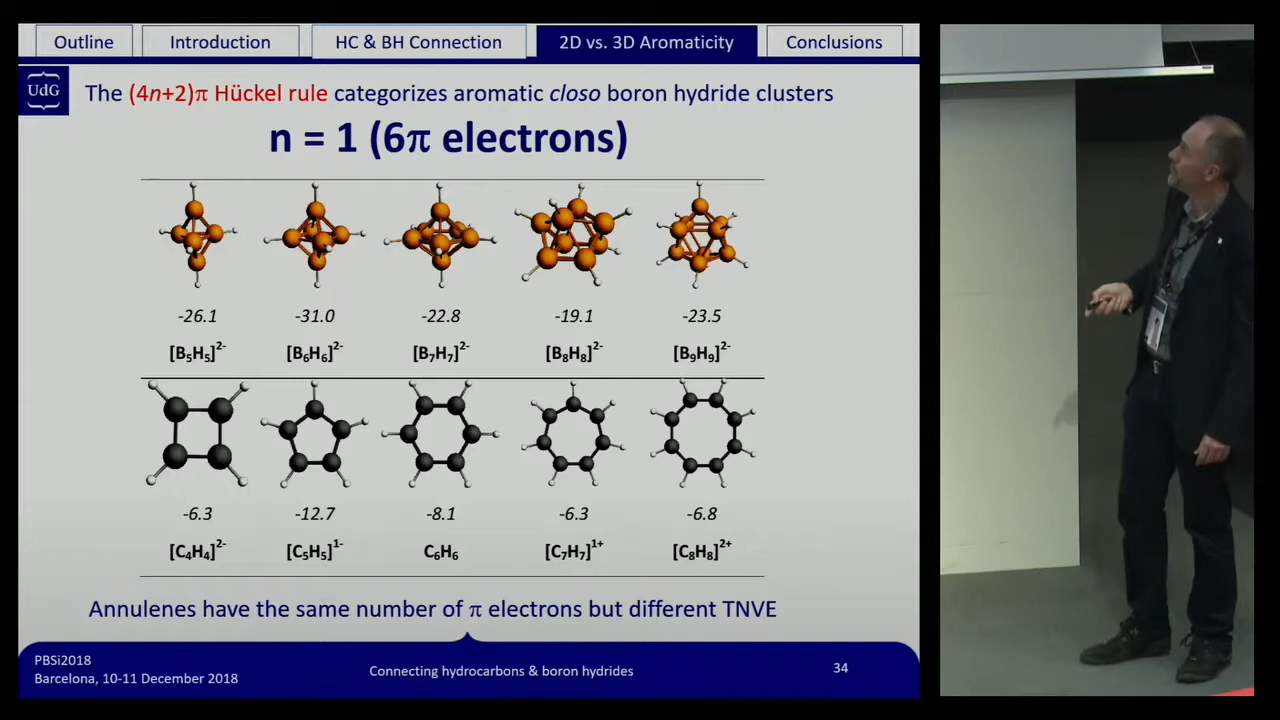 Outline
Introduction
HC & BH Connection
2D vs. 3D Aromaticity
Conclusions
UdG
The (4n+2)π Hückel rule categorizes aromatic closo boron hydride clusters
n = 1 (6π electrons)
-26.1 -31.0 -22.8 -19.1 -23.5
[B₅H₅]²⁻ [B₆H₆]²⁻ [B₇H₇]²⁻ [B₈H₈]²⁻ [B₉H₉]²⁻
-6.3 -12.7 -8.1 -6.3 -6.8
[C₄H₄]²⁻ [C₅H₅]¹⁻ C₆H₆ [C₇H₇]¹⁺ [C₈H₈]²⁺
Annulenes have the same number of π electrons but different TNVE
PBSi2018
Barcelona, 10-11 December 2018
Connecting hydrocarbons & boron hydrides
34